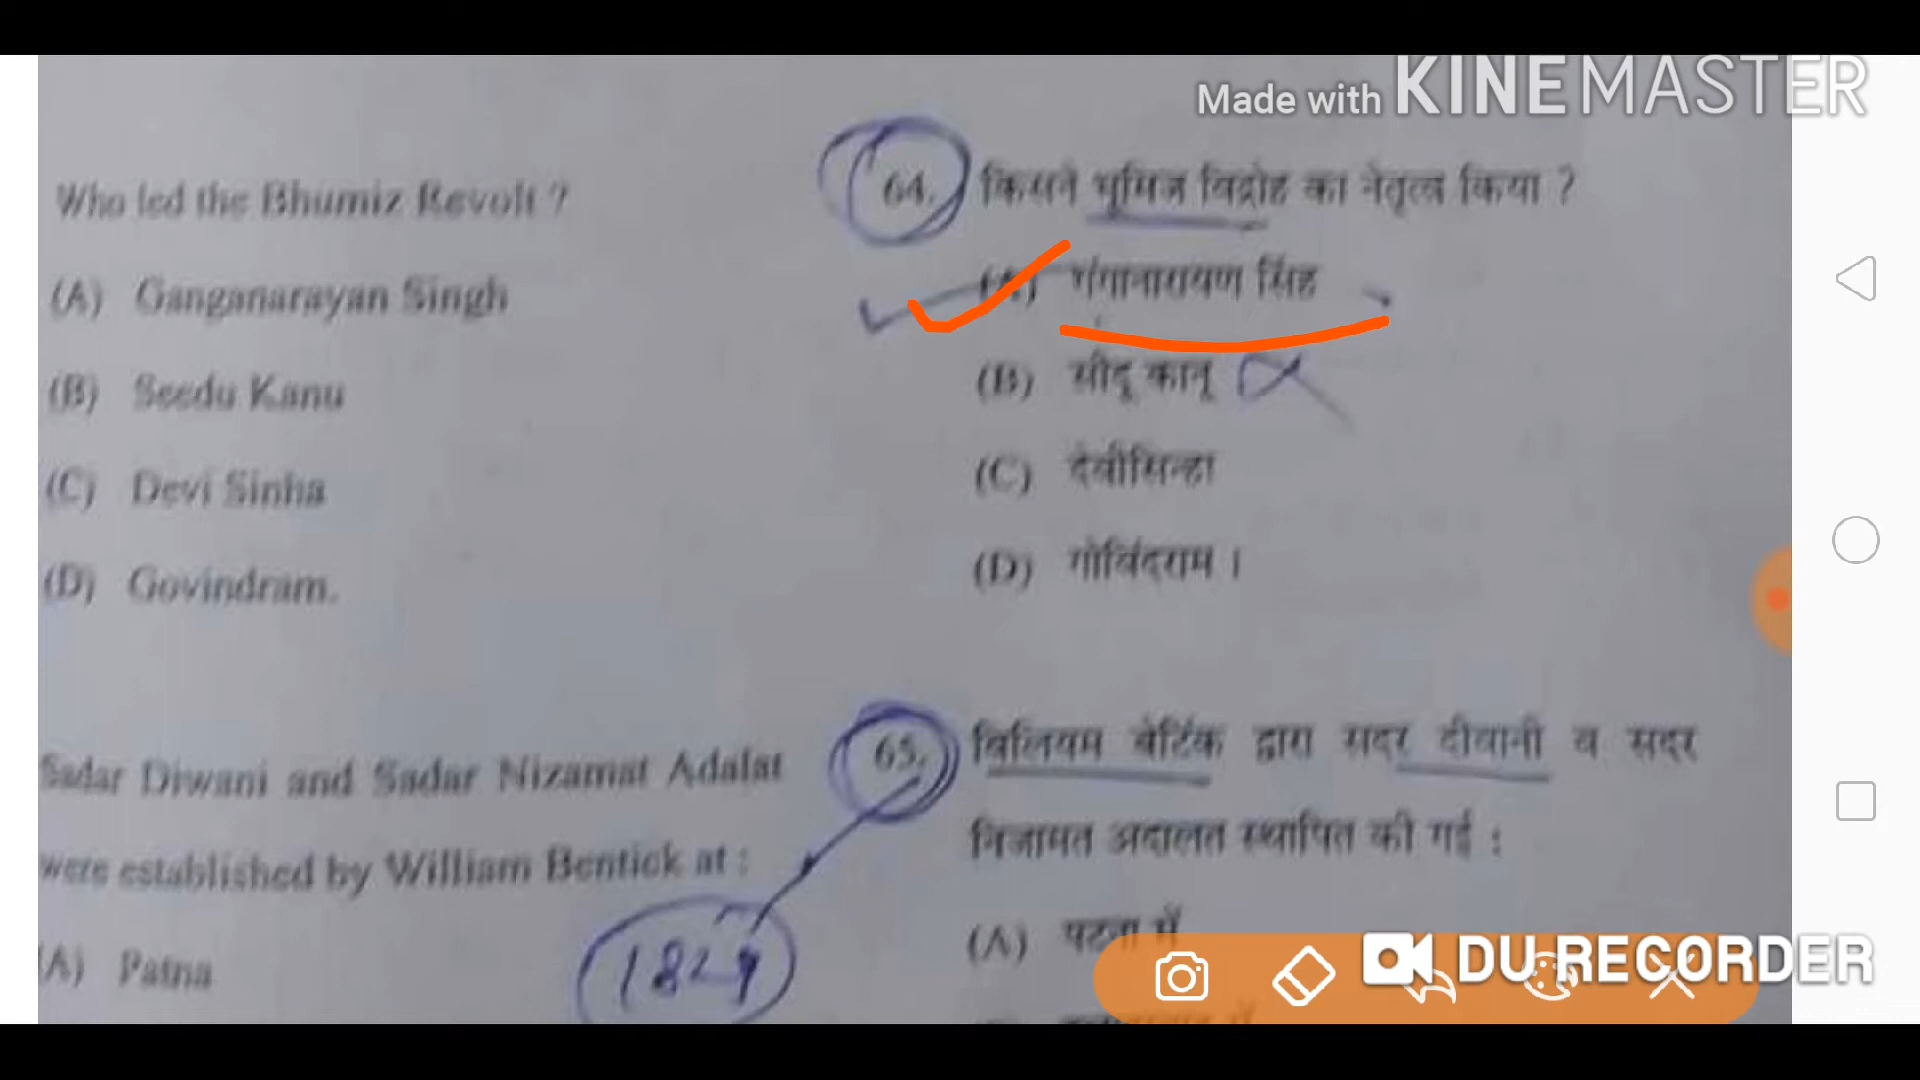 Made with KINEMASTER
Who led the Bhumiz Revolt ?
(A) Ganganarayan Singh
(B) Seedu Kanu
(C) Devi Sinha
(D) Govindram.
64. किसने भूमिज विद्रोह का नेतृत्व किया ?
(A) गंगानारायण सिंह
(B) सीदू कानू
(C) देवीसिन्हा
(D) गोविंदराम ।
Sadar Diwani and Sadar Nizamat Adalat
were established by William Bentick at :
(A) Patna
1829
65. विलियम बेटिंक द्वारा सदर दीवानी व सदर
निजामत अदालत स्थापित की गई :
(A) पटना में
DU RECORDER